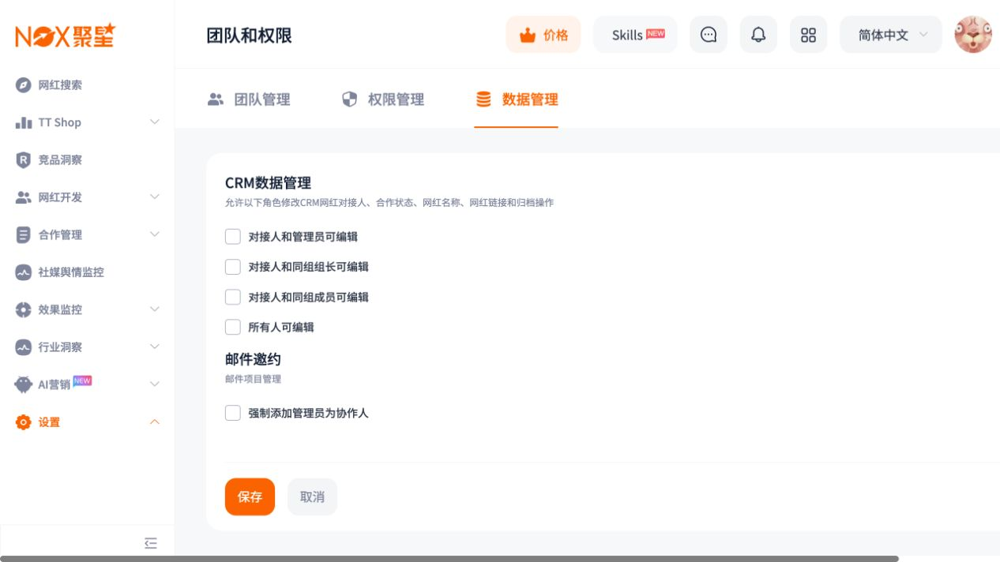 NOX聚星
团队和权限
价格
Skills NEW
简体中文
网红搜索
TT Shop
竞品洞察
网红开发
合作管理
社媒舆情监控
效果监控
行业洞察
AI营销 NEW
设置
团队管理
权限管理
数据管理
CRM数据管理
允许以下角色修改CRM网红对接人、合作状态、网红名称、网红链接和归档操作
对接人和管理员可编辑
对接人和同组组长可编辑
对接人和同组成员可编辑
所有人可编辑
邮件邀约
邮件项目管理
强制添加管理员为协作人
保存
取消